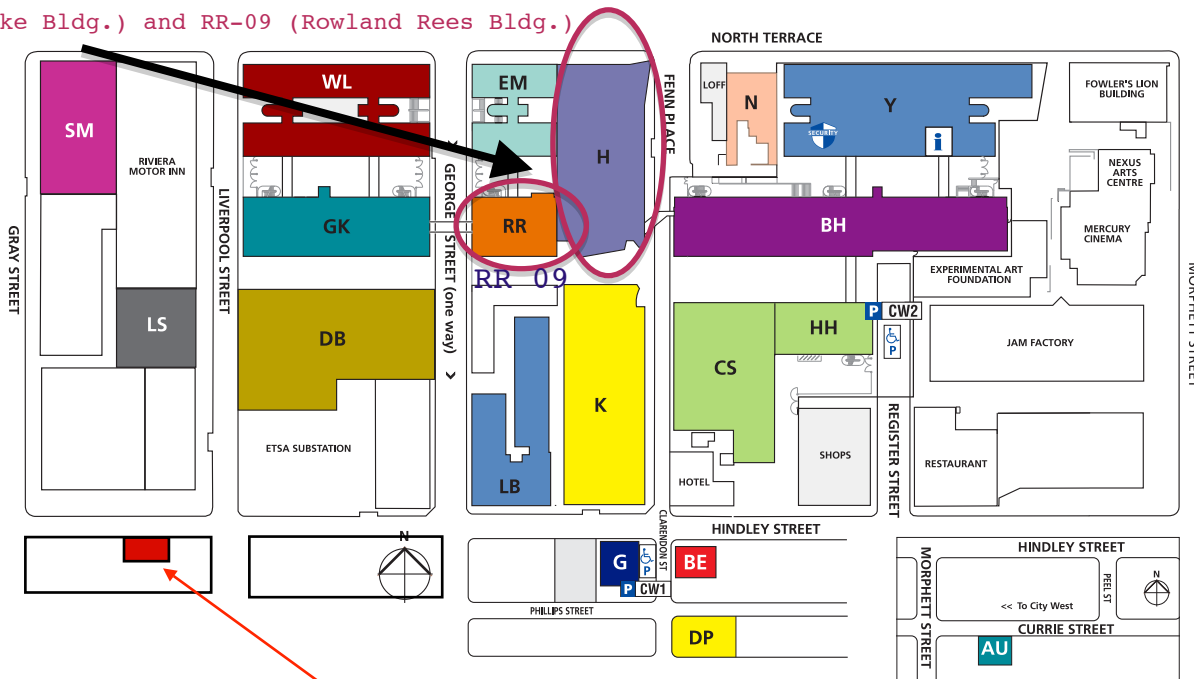 ke Bldg.) and RR-09 (Rowland Rees Bldg.)
NORTH TERRACE
SM
RIVIERA
MOTOR INN
WL
EM
H
FENN PLACE
LOFF
N
Y
SECURITY
i
FOWLER'S LION
BUILDING
NEXUS
ARTS
CENTRE
MERCURY
CINEMA
GRAY STREET
LIVERPOOL STREET
GK
< GEORGE STREET (one way) >
RR
RR 09
BH
EXPERIMENTAL ART
FOUNDATION
MORPHETT STREET
LS
DB
ETSA SUBSTATION
LB
K
CS
HH
P CW2
P
JAM FACTORY
REGISTER STREET
SHOPS
HOTEL
RESTAURANT
HINDLEY STREET
CLARENDON ST
N
G
P
P CW1
BE
PHILLIPS STREET
DP
HINDLEY STREET
MORPHETT STREET
PEEL ST
N
<< To City West
CURRIE STREET
AU